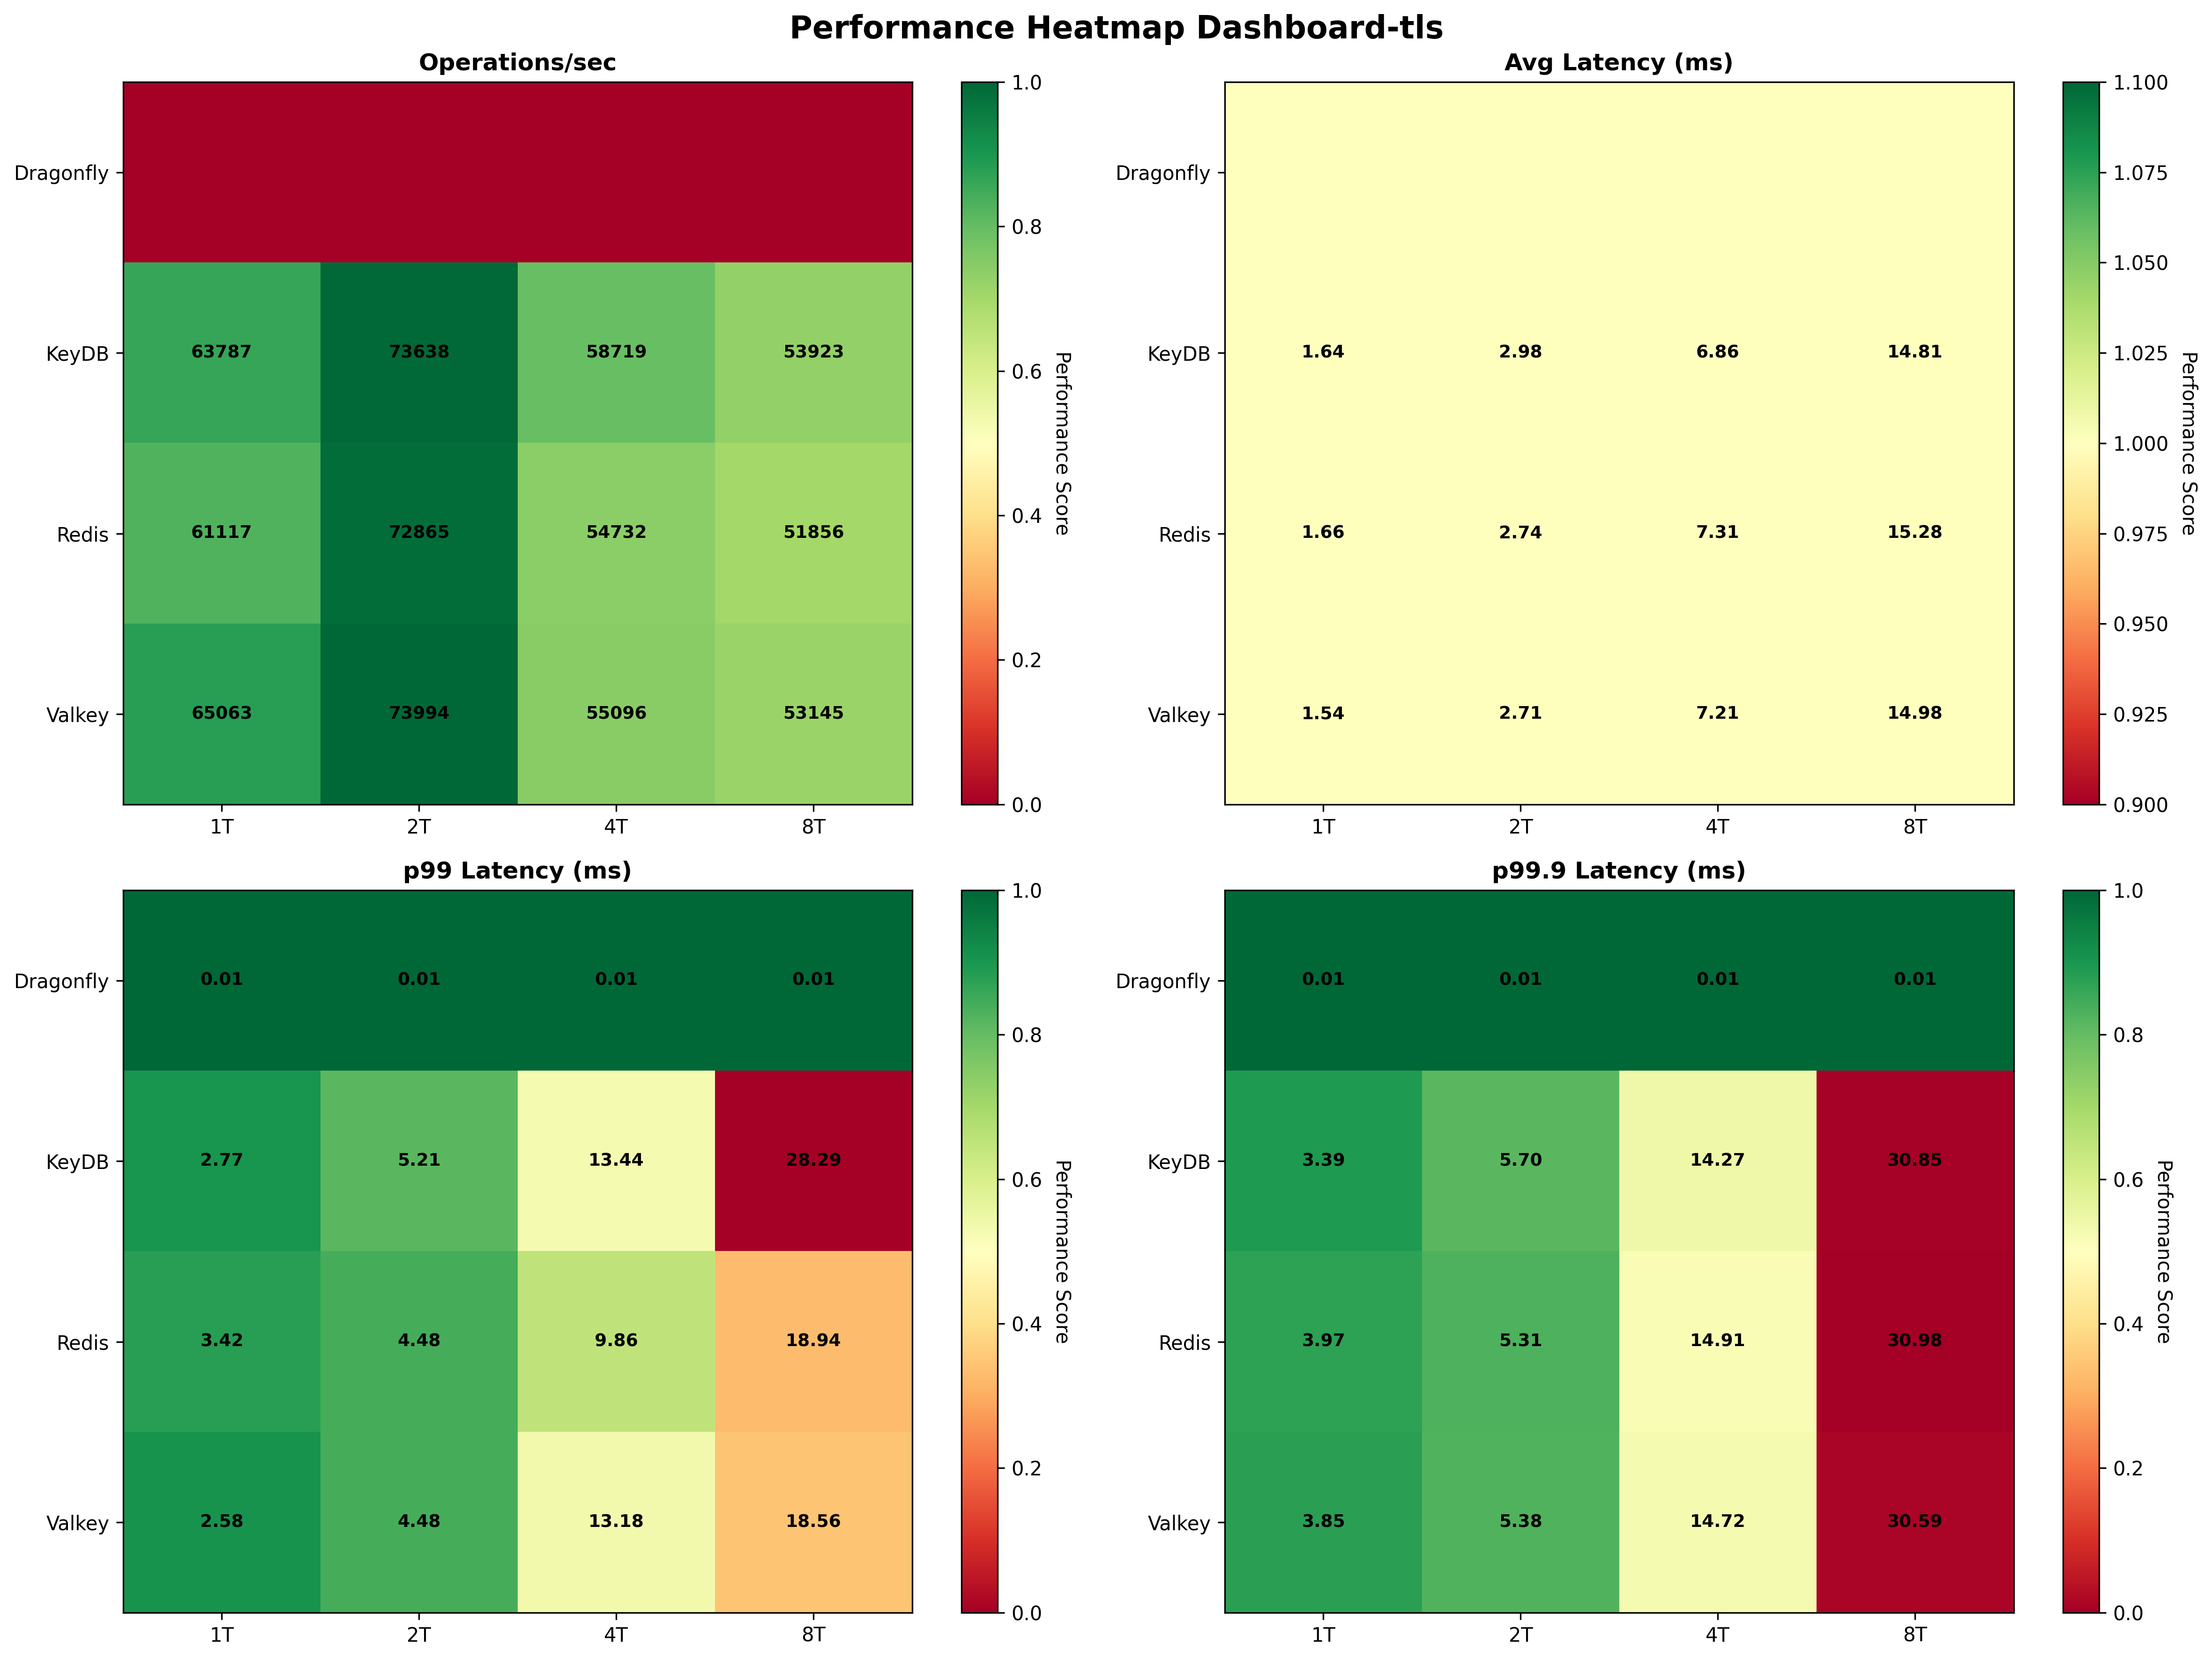 Performance Heatmap Dashboard-tls
Operations/sec
Dragonfly
KeyDB 63787 73638 58719 53923
Redis 61117 72865 54732 51856
Valkey 65063 73994 55096 53145
1T 2T 4T 8T
1.0
0.8
0.6
0.4
0.2
0.0
Performance Score
Avg Latency (ms)
Dragonfly
KeyDB 1.64 2.98 6.86 14.81
Redis 1.66 2.74 7.31 15.28
Valkey 1.54 2.71 7.21 14.98
1T 2T 4T 8T
1.100
1.075
1.050
1.025
1.000
0.975
0.950
0.925
0.900
Performance Score
p99 Latency (ms)
Dragonfly 0.01 0.01 0.01 0.01
KeyDB 2.77 5.21 13.44 28.29
Redis 3.42 4.48 9.86 18.94
Valkey 2.58 4.48 13.18 18.56
1T 2T 4T 8T
1.0
0.8
0.6
0.4
0.2
0.0
Performance Score
p99.9 Latency (ms)
Dragonfly 0.01 0.01 0.01 0.01
KeyDB 3.39 5.70 14.27 30.85
Redis 3.97 5.31 14.91 30.98
Valkey 3.85 5.38 14.72 30.59
1T 2T 4T 8T
1.0
0.8
0.6
0.4
0.2
0.0
Performance Score